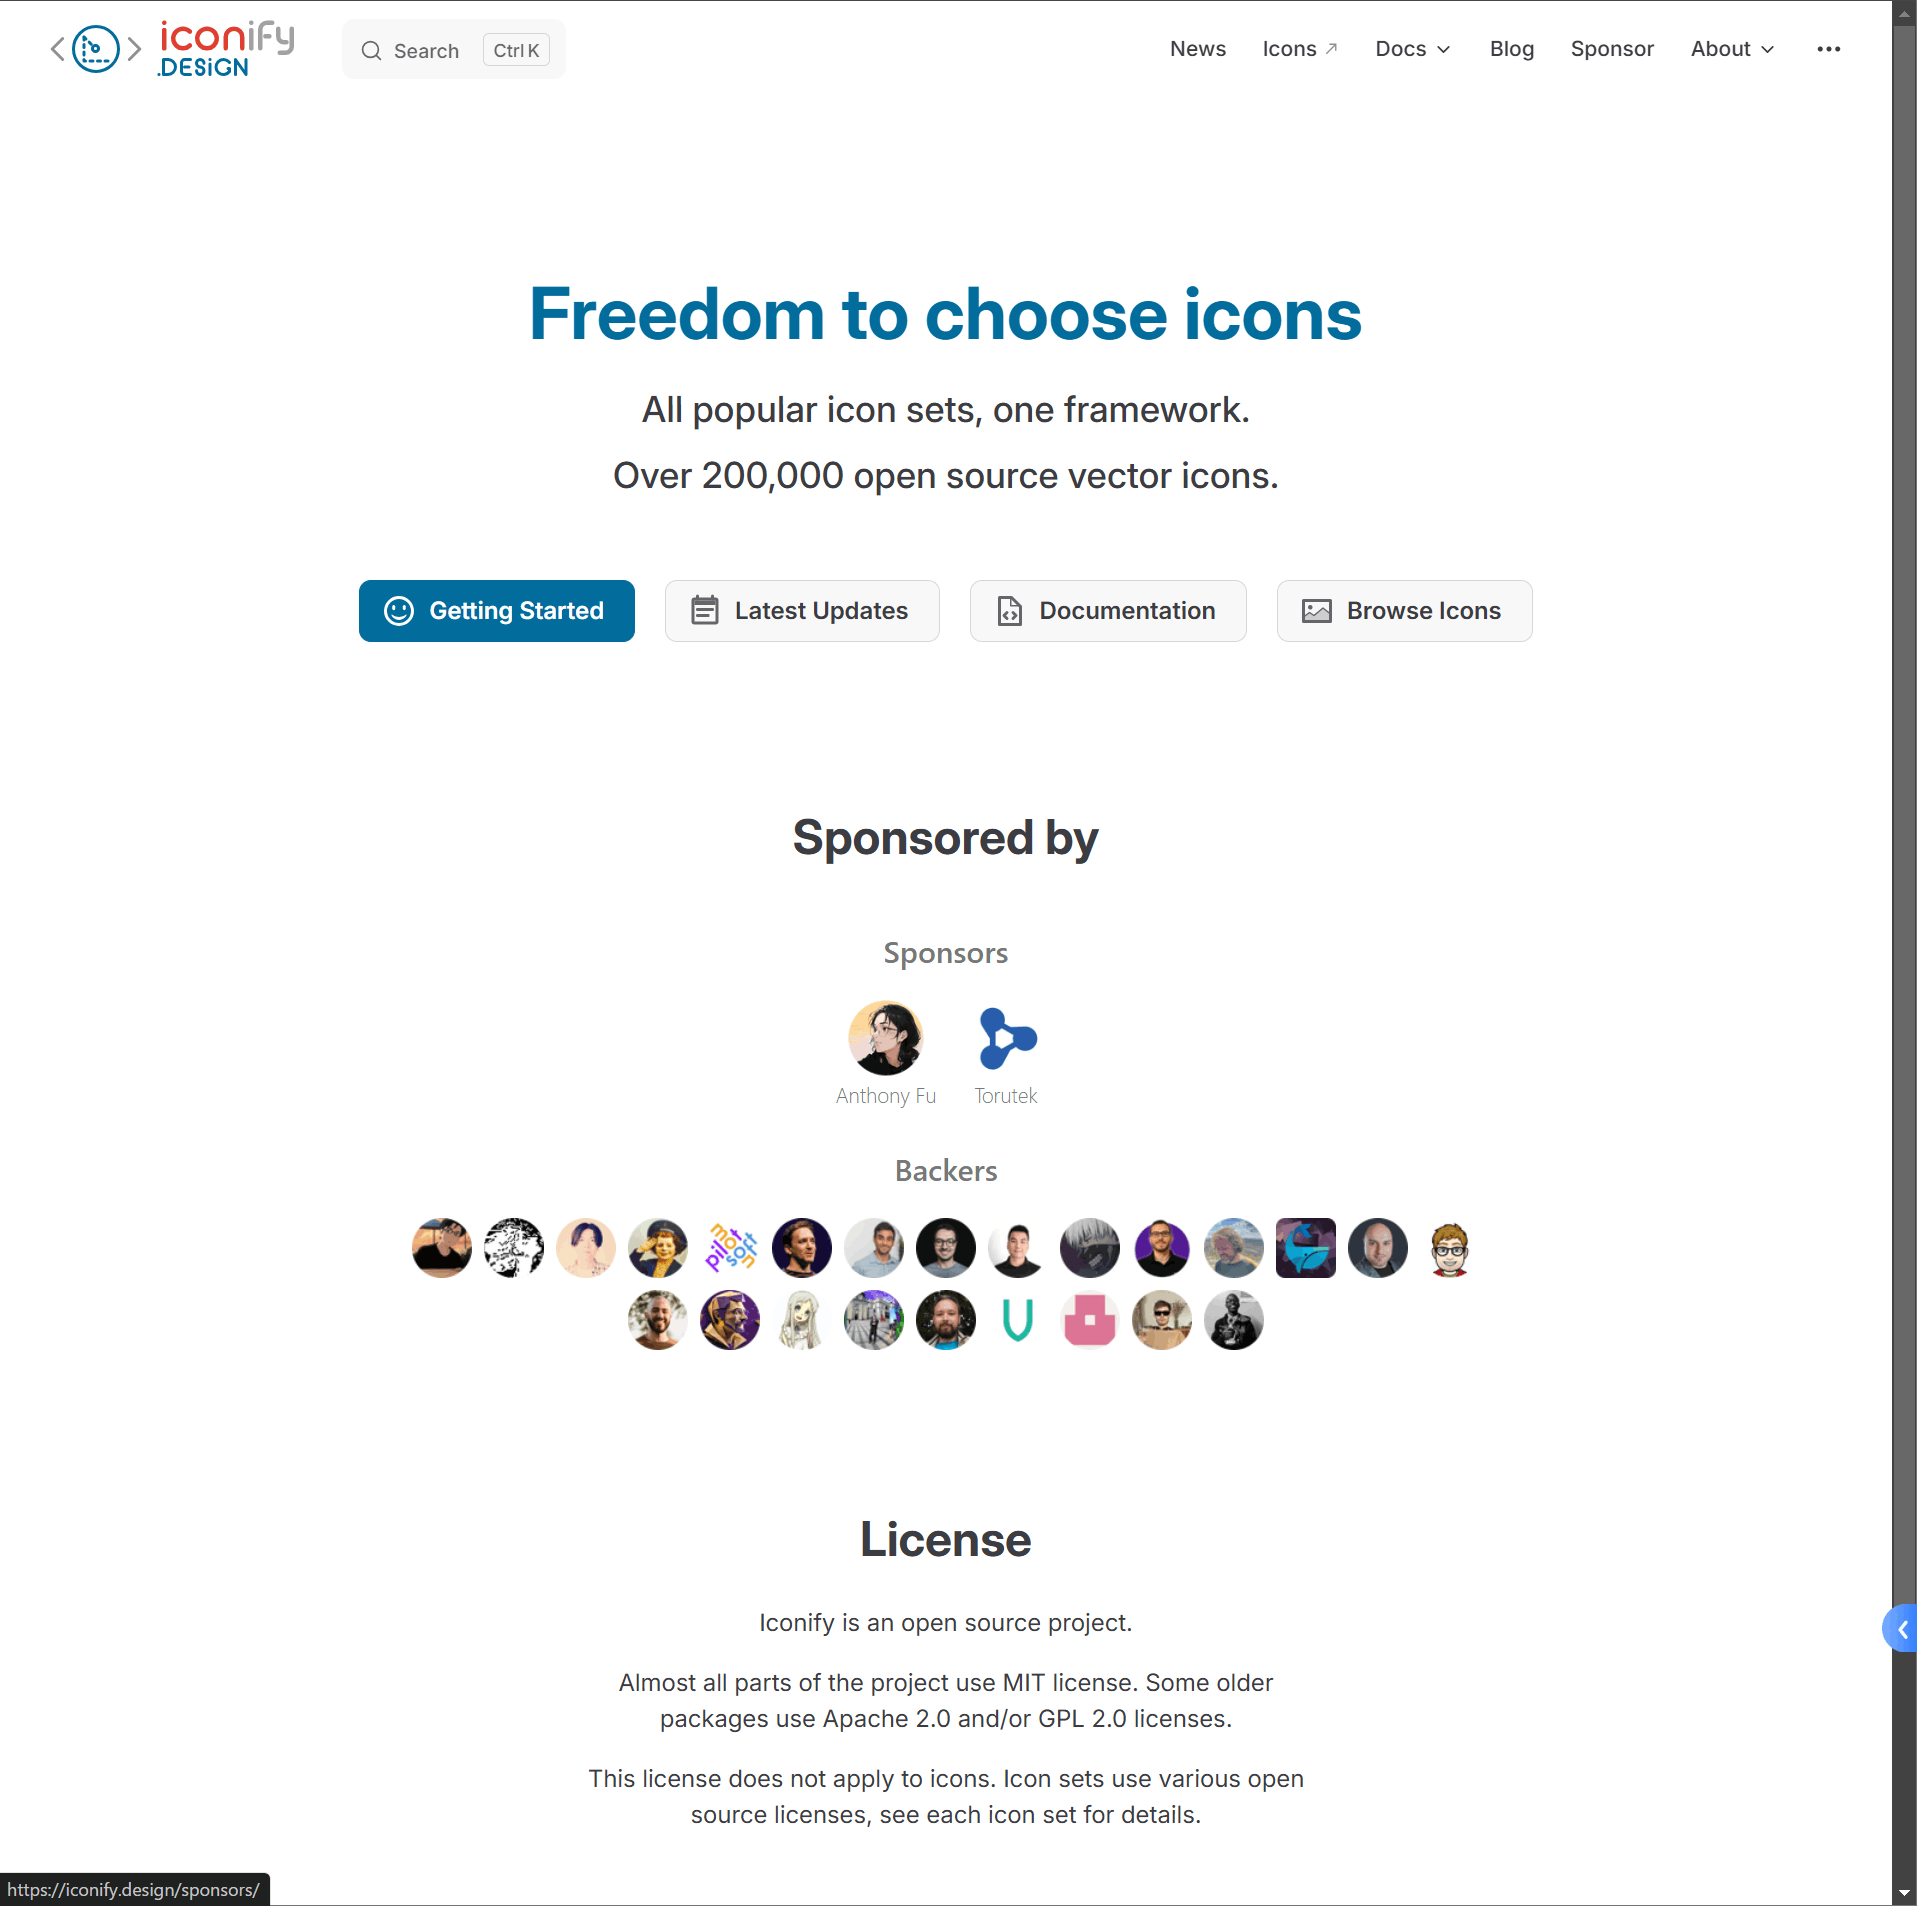 iconify
.DESiGN
Search
Ctrl K
News
Icons
Docs
Blog
Sponsor
About
Freedom to choose icons
All popular icon sets, one framework.
Over 200,000 open source vector icons.
Getting Started
Latest Updates
Documentation
Browse Icons
Sponsored by
Sponsors
Anthony Fu
Torutek
Backers
mot
pilot
soft
License
Iconify is an open source project.
Almost all parts of the project use MIT license. Some older
packages use Apache 2.0 and/or GPL 2.0 licenses.
This license does not apply to icons. Icon sets use various open
source licenses, see each icon set for details.
https://iconify.design/sponsors/